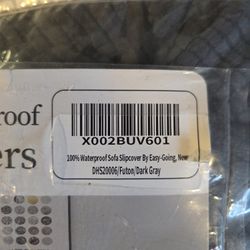 roof
ers
X002BUV601
100% Waterproof Sofa Slipcover By Easy-Going, New
DHS20006/Futon/Dark Gray